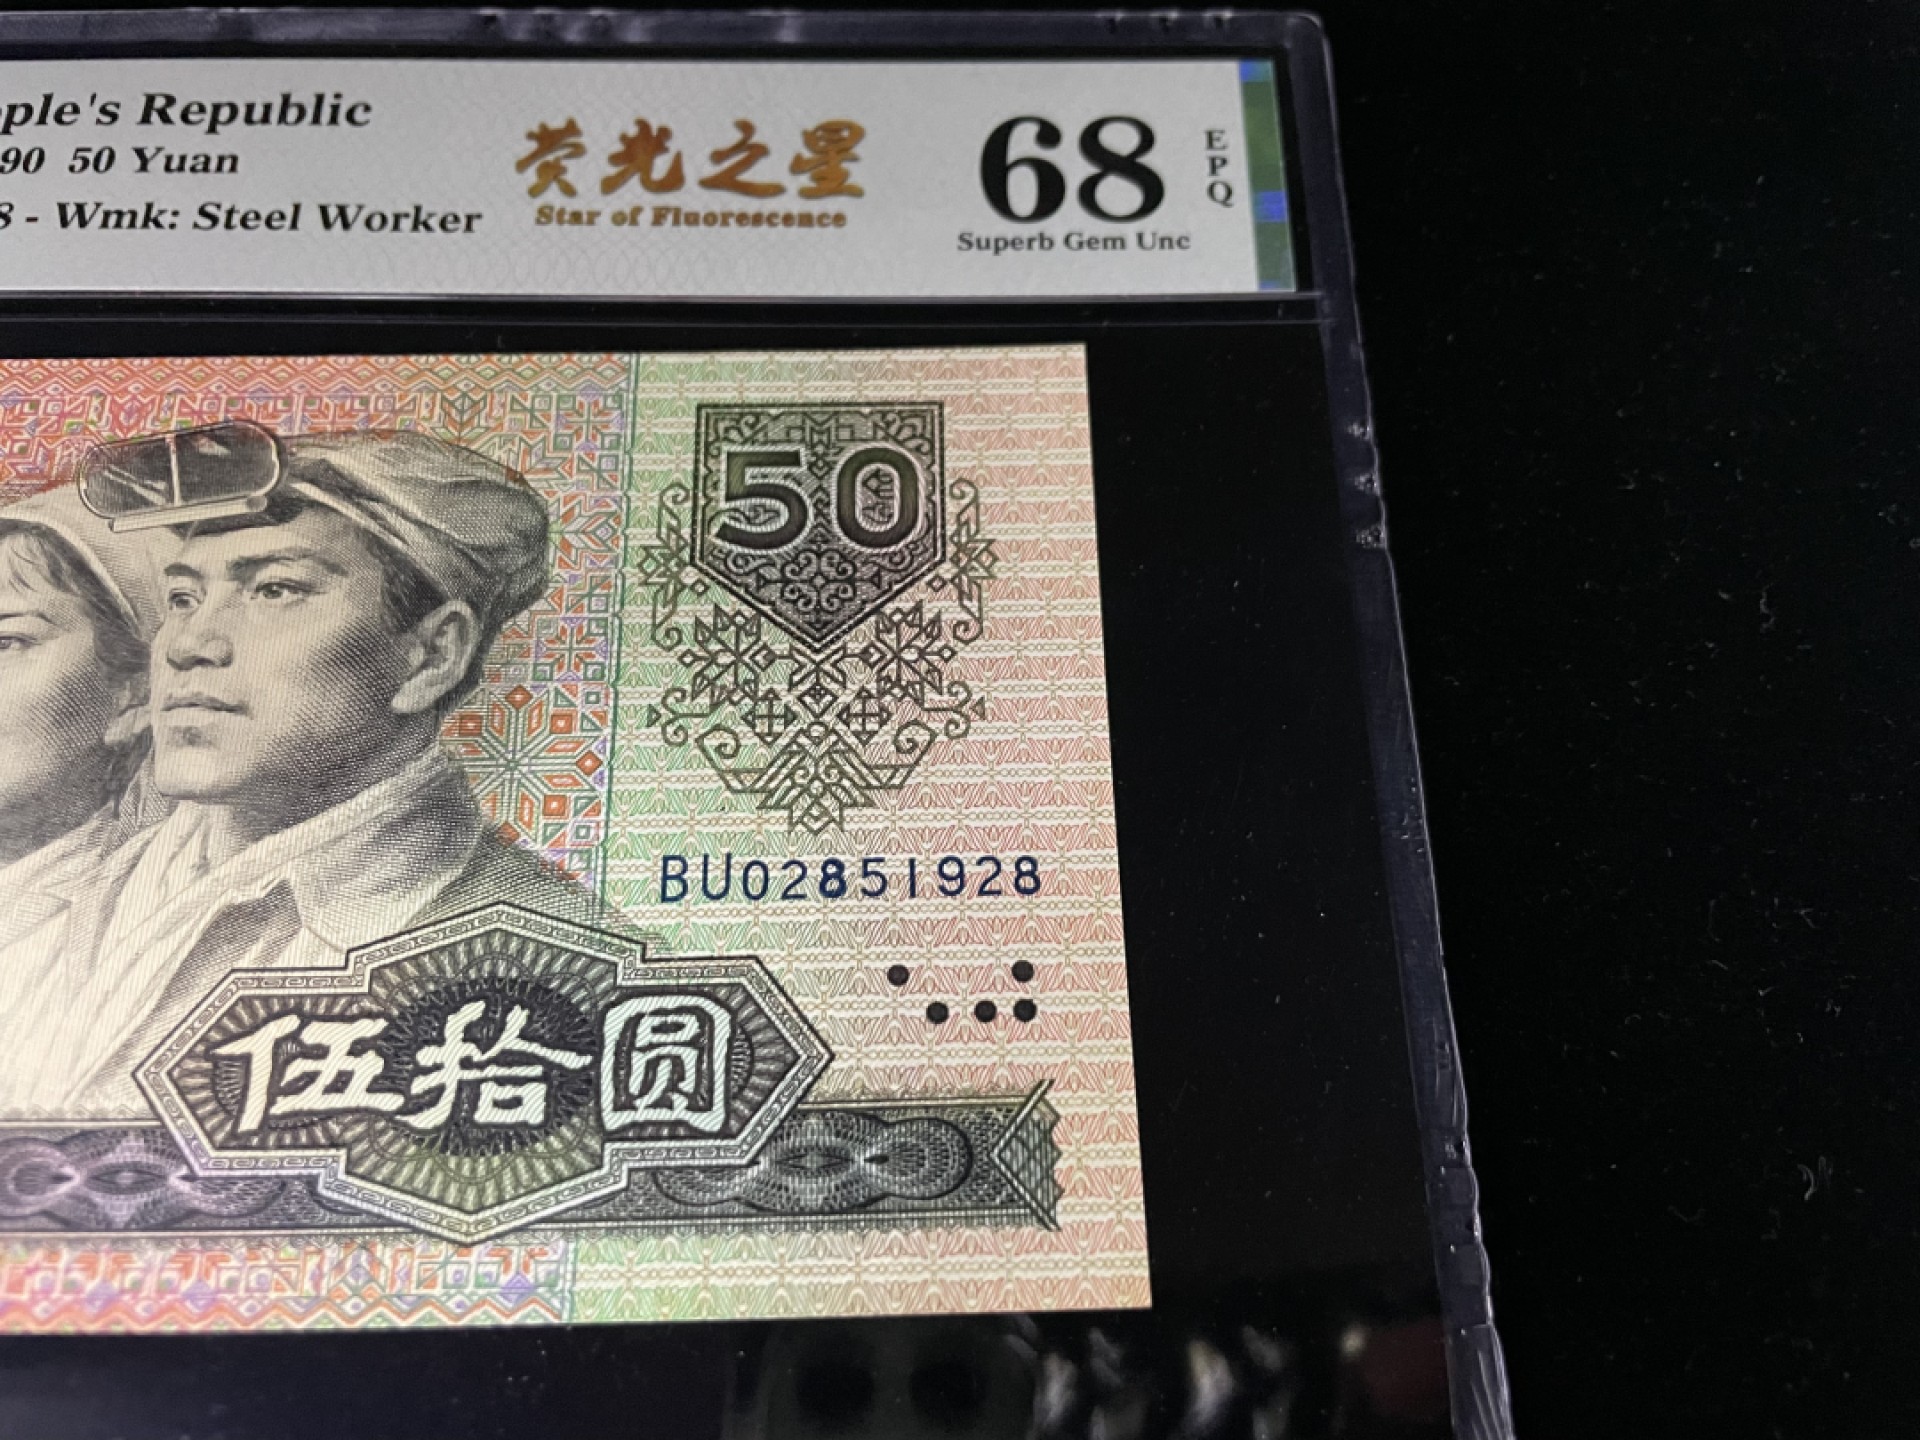 ple's Republic
90 50 Yuan
8 - Wmk: Steel Worker
荧光之星
Star of Fluorescence
68
EPQ
Superb Gem Unc
50
BU02851928
伍拾圆